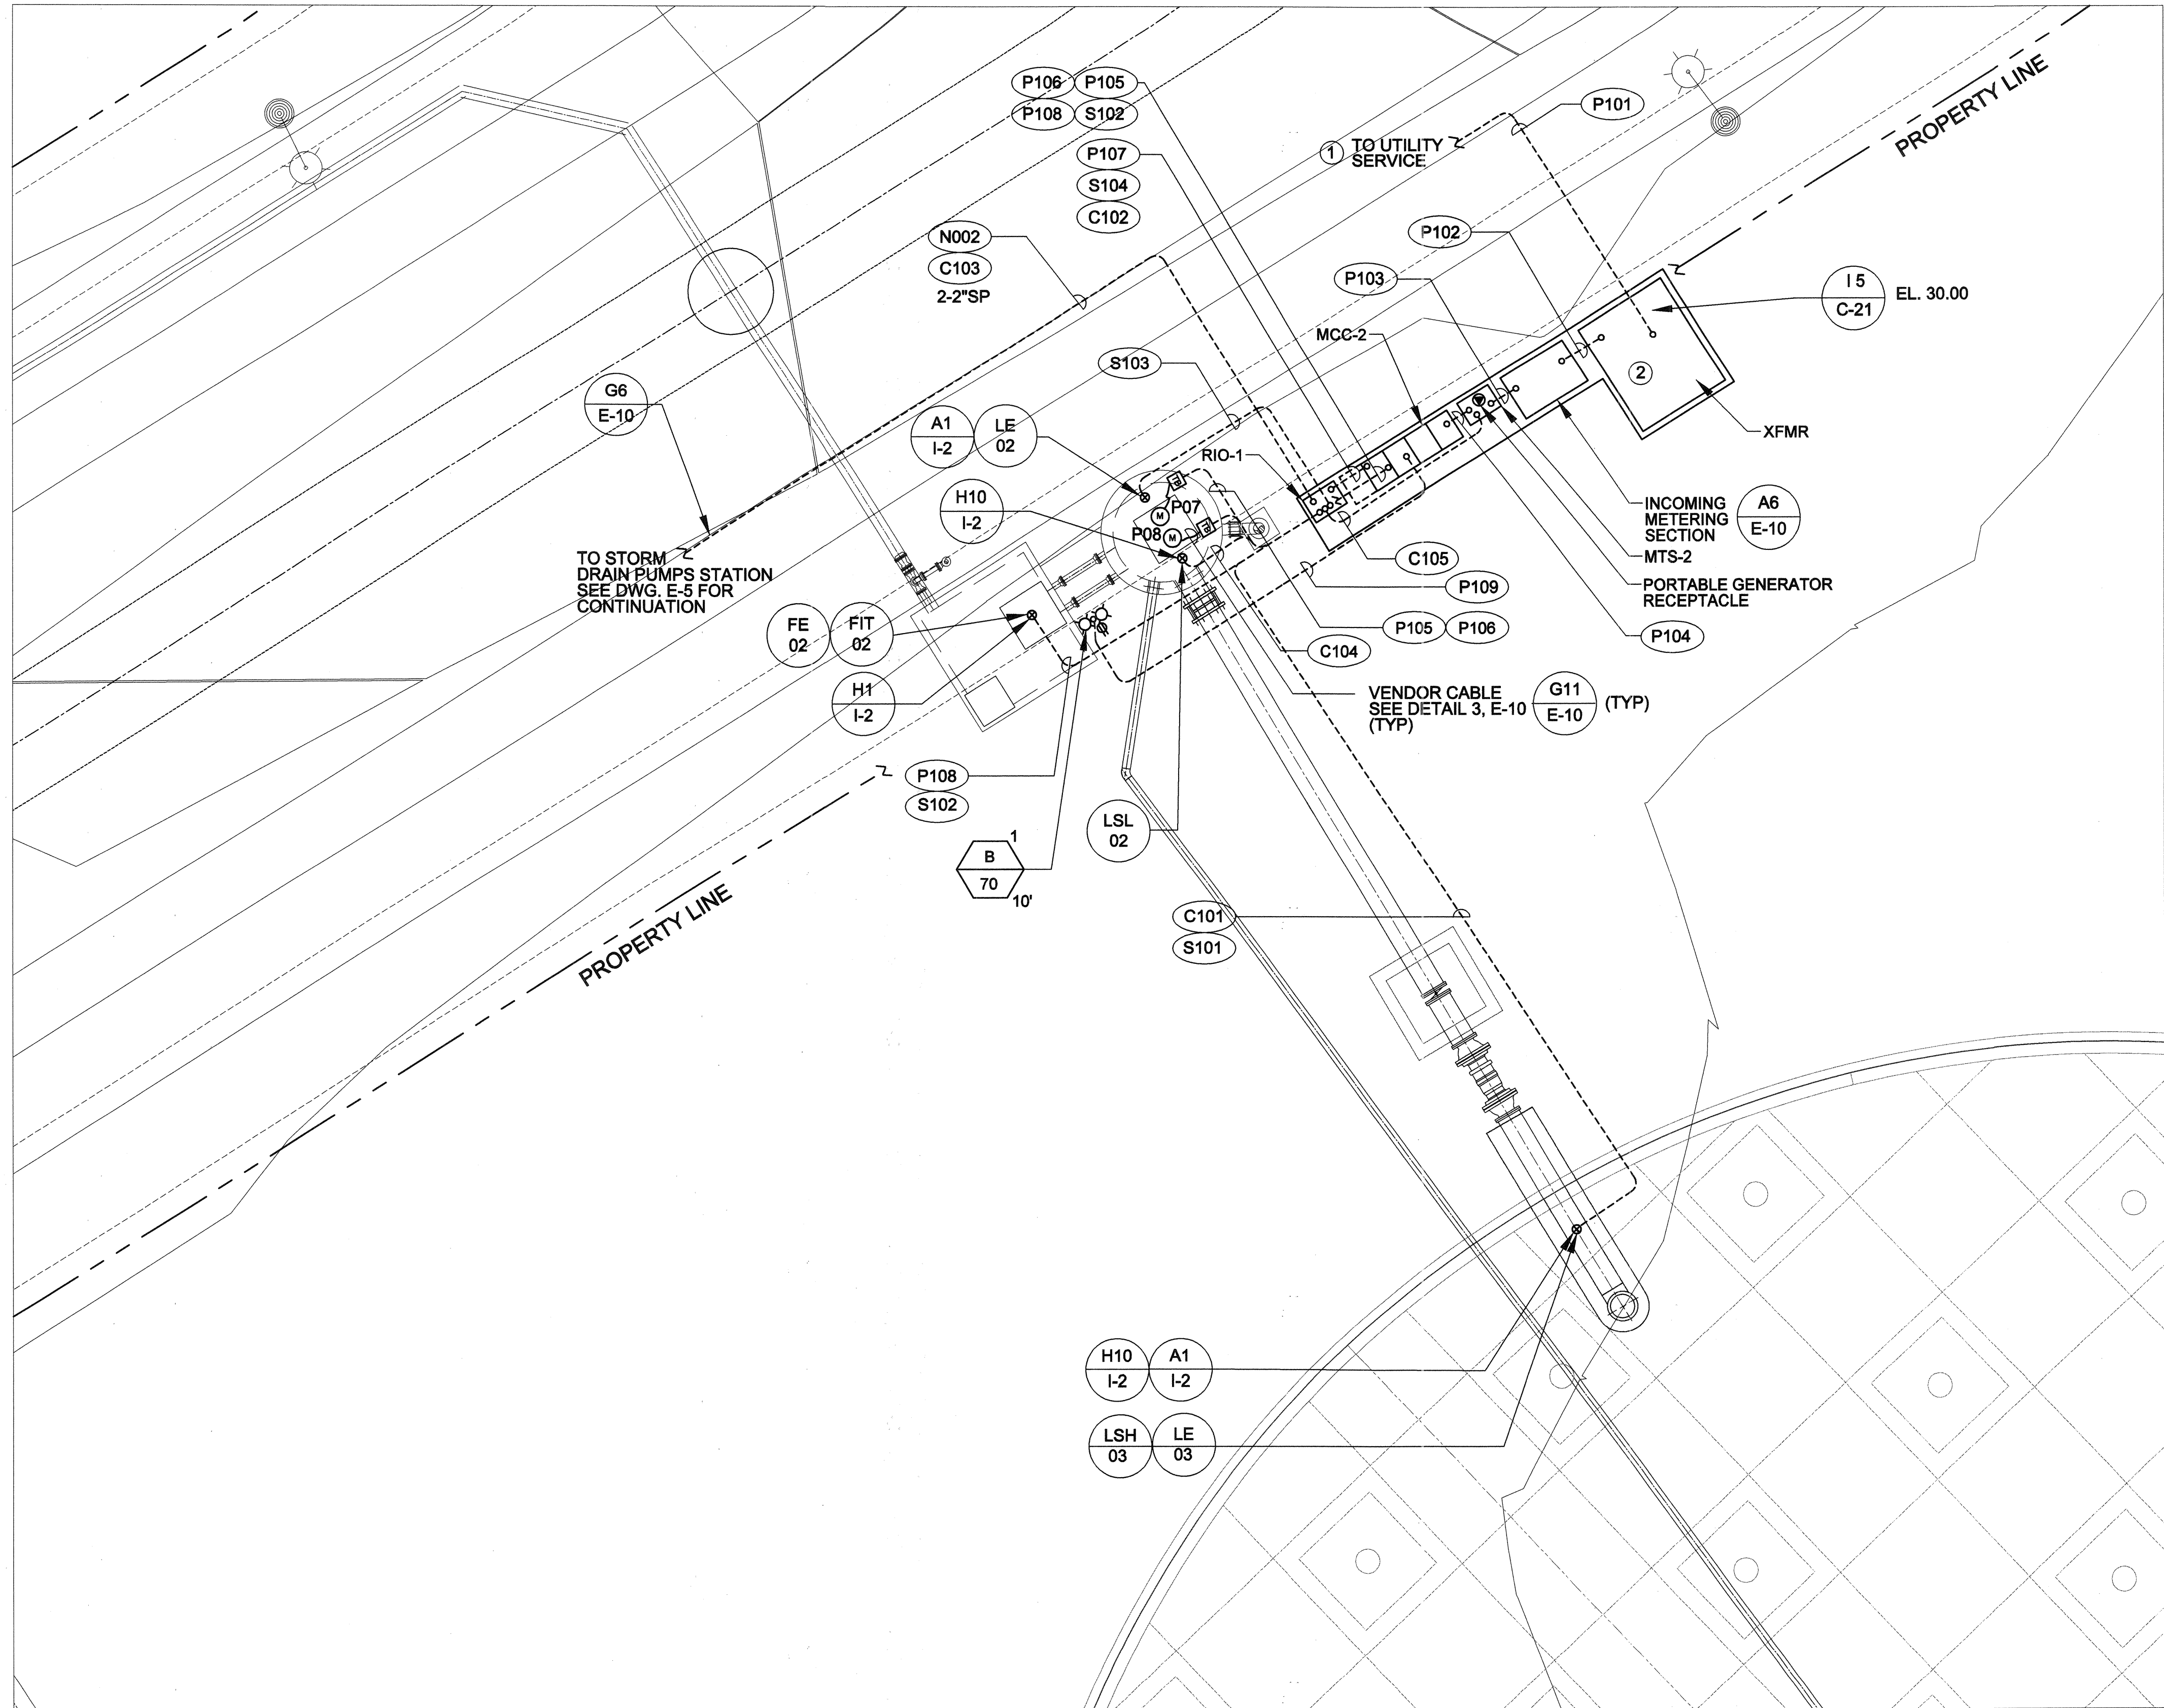 P106 P105
P108 S102
P101
PROPERTY LINE
1 TO UTILITY
SERVICE
P107
S104
C102
N002
C103
2-2"SP
P102
P103
I 5
C-21
EL. 30.00
MCC-2
S103
2
G6
E-10
A1
I-2
LE
02
XFMR
RIO-1
H10
I-2
P07
P08
M
M
INCOMING
METERING
SECTION
A6
E-10
MTS-2
TO STORM
DRAIN PUMPS STATION
SEE DWG. E-5 FOR
CONTINUATION
C105
P109
PORTABLE GENERATOR
RECEPTACLE
FE
02
FIT
02
P105 P106
P104
C104
H1
I-2
VENDOR CABLE
SEE DETAIL 3, E-10
(TYP)
G11
E-10
(TYP)
P108
S102
LSL
02
1
B
70
10'
PROPERTY LINE
C101
S101
H10
I-2
A1
I-2
LSH
03
LE
03